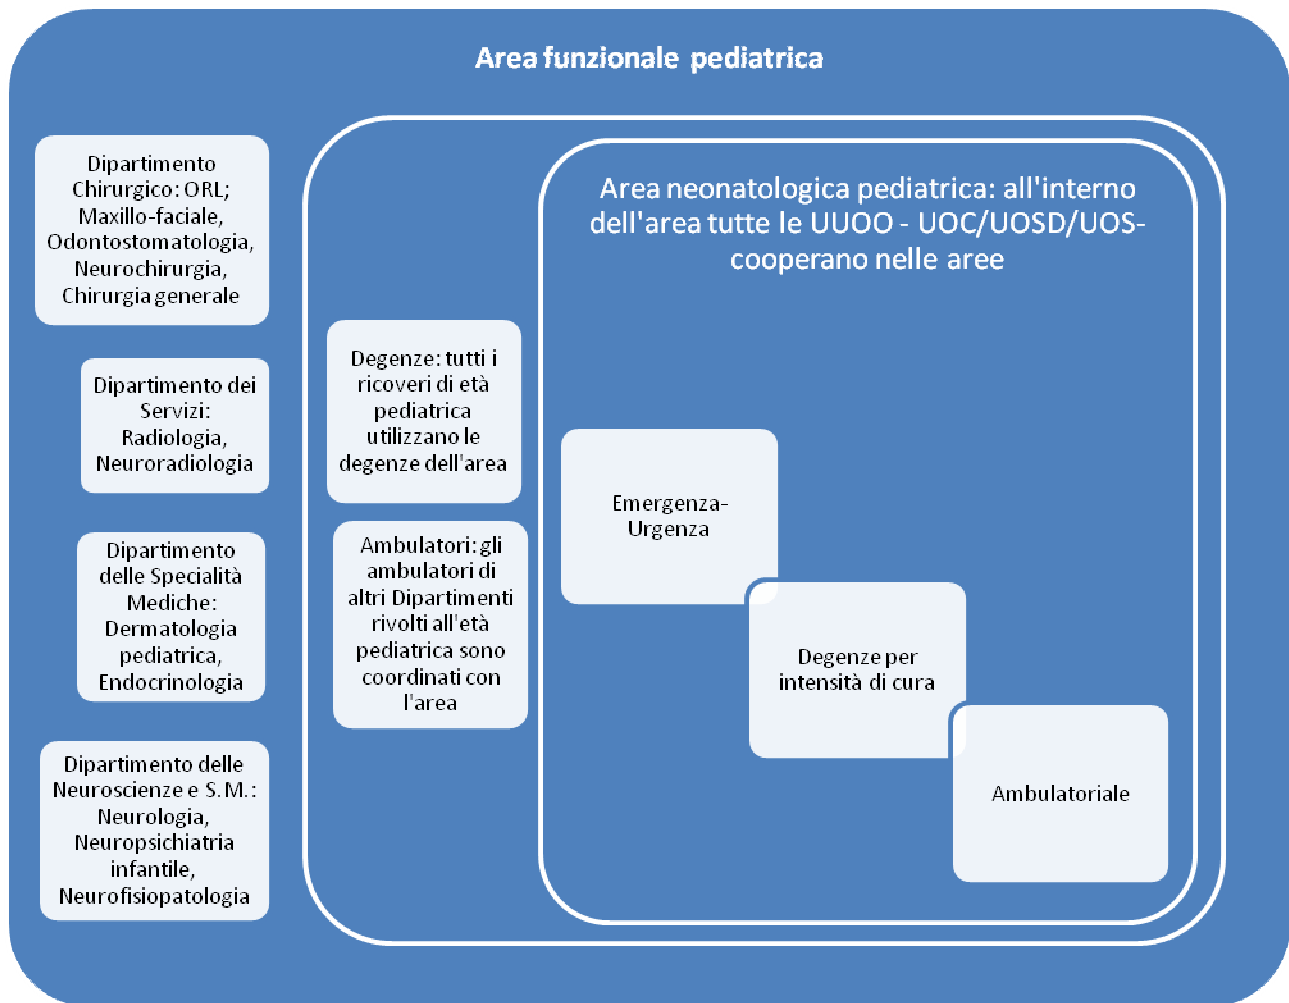 Area funzionale pediatrica
Dipartimento
Chirurgico: ORL;
Maxillo-facciale,
Odontostomatologia,
Neurochirurgia,
Chirurgia generale
Dipartimento dei
Servizi:
Radiologia,
Neuroradiologia
Dipartimento
delle Specialità
Mediche:
Dermatologia
pediatrica,
Endocrinologia
Dipartimento delle
Neuroscienze e S.M.:
Neurologia,
Neuropsichiatria
infantile,
Neurofisiopatologia
Degenze: tutti i
ricoveri di età
pediatrica
utilizzano le
degenze dell'area
Ambulatori: gli
ambulatori di
altri Dipartimenti
rivolti all'età
pediatrica sono
coordinati con
l'area
Area neonatologica pediatrica: all'interno
dell'area tutte le UUOO - UOC/UOSD/UOS-
cooperano nelle aree
Emergenza-
Urgenza
Degenze per
intensità di cura
Ambulatoriale